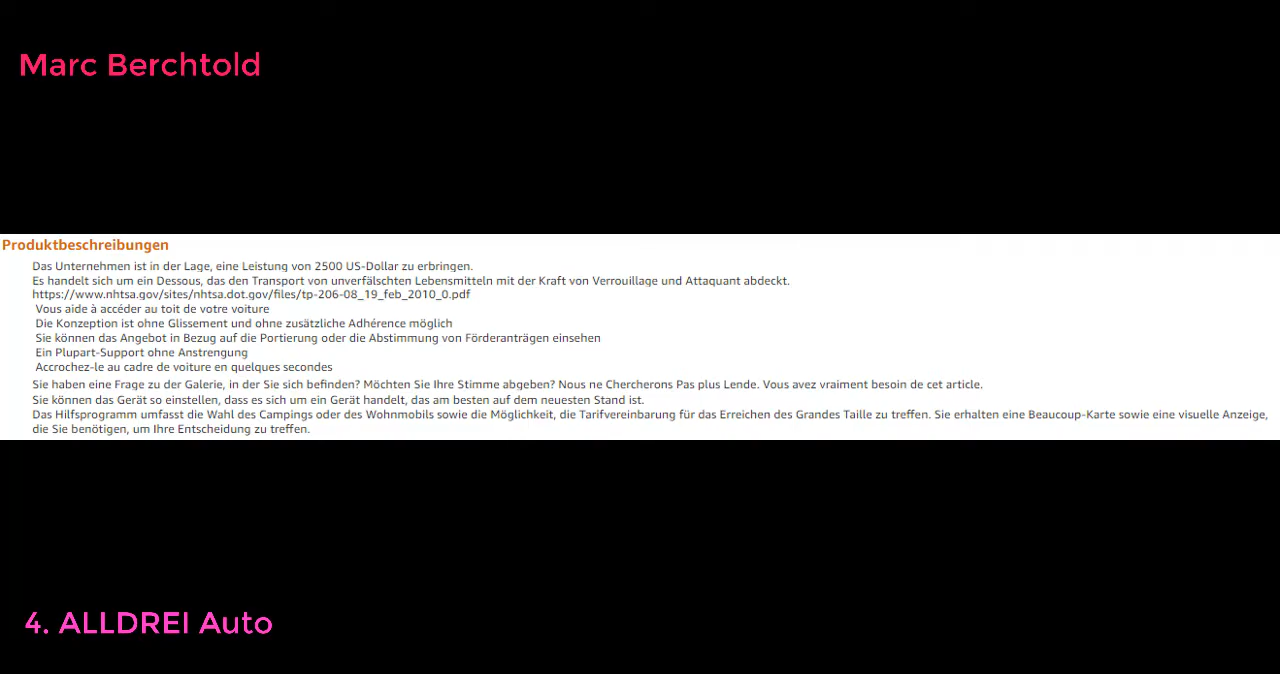 Marc Berchtold
Produktbeschreibungen
Das Unternehmen ist in der Lage, eine Leistung von 2500 US-Dollar zu erbringen.
Es handelt sich um ein Dessous, das den Transport von unverfälschten Lebensmitteln mit der Kraft von Verrouillage und Attaquant abdeckt.
https://www.nhtsa.gov/sites/nhtsa.dot.gov/files/tp-206-08_19_feb_2010_0.pdf
Vous aide à accéder au toit de votre voiture
Die Konzeption ist ohne Glissement und ohne zusätzliche Adhérence möglich
Sie können das Angebot in Bezug auf die Portierung oder die Abstimmung von Förderanträgen einsehen
Ein Plupart-Support ohne Anstrengung
Accrochez-le au cadre de voiture en quelques secondes
Sie haben eine Frage zu der Galerie, in der Sie sich befinden? Möchten Sie Ihre Stimme abgeben? Nous ne Chercherons Pas plus Lende. Vous avez vraiment besoin de cet article.
Sie können das Gerät so einstellen, dass es sich um ein Gerät handelt, das am besten auf dem neuesten Stand ist.
Das Hilfsprogramm umfasst die Wahl des Campings oder des Wohnmobils sowie die Möglichkeit, die Tarifvereinbarung für das Erreichen des Grandes Taille zu treffen. Sie erhalten eine Beaucoup-Karte sowie eine visuelle Anzeige,
die Sie benötigen, um Ihre Entscheidung zu treffen.
4. ALLDREI Auto